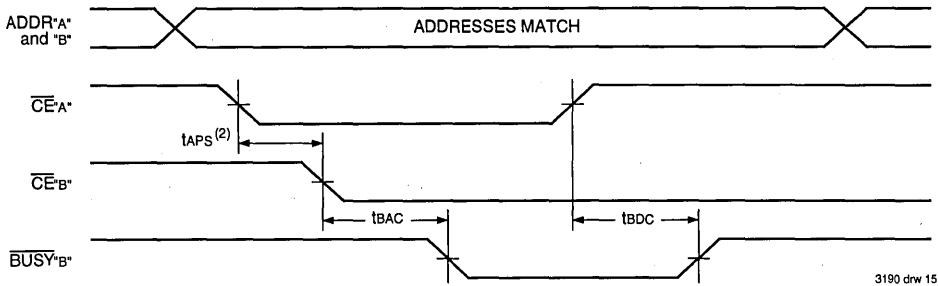 ADDR"A"
and "B"
ADDRESSES MATCH
CE"A"
tAPS(2)
CE"B"
tBAC
tBDC
BUSY"B"
3190 drw 15